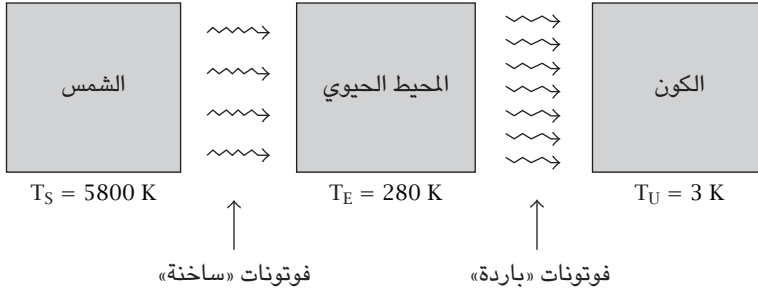 الشمس
المحيط الحيوي
الكون
T_S = 5800 K
T_E = 280 K
T_U = 3 K
فوتونات «ساخنة»
فوتونات «باردة»